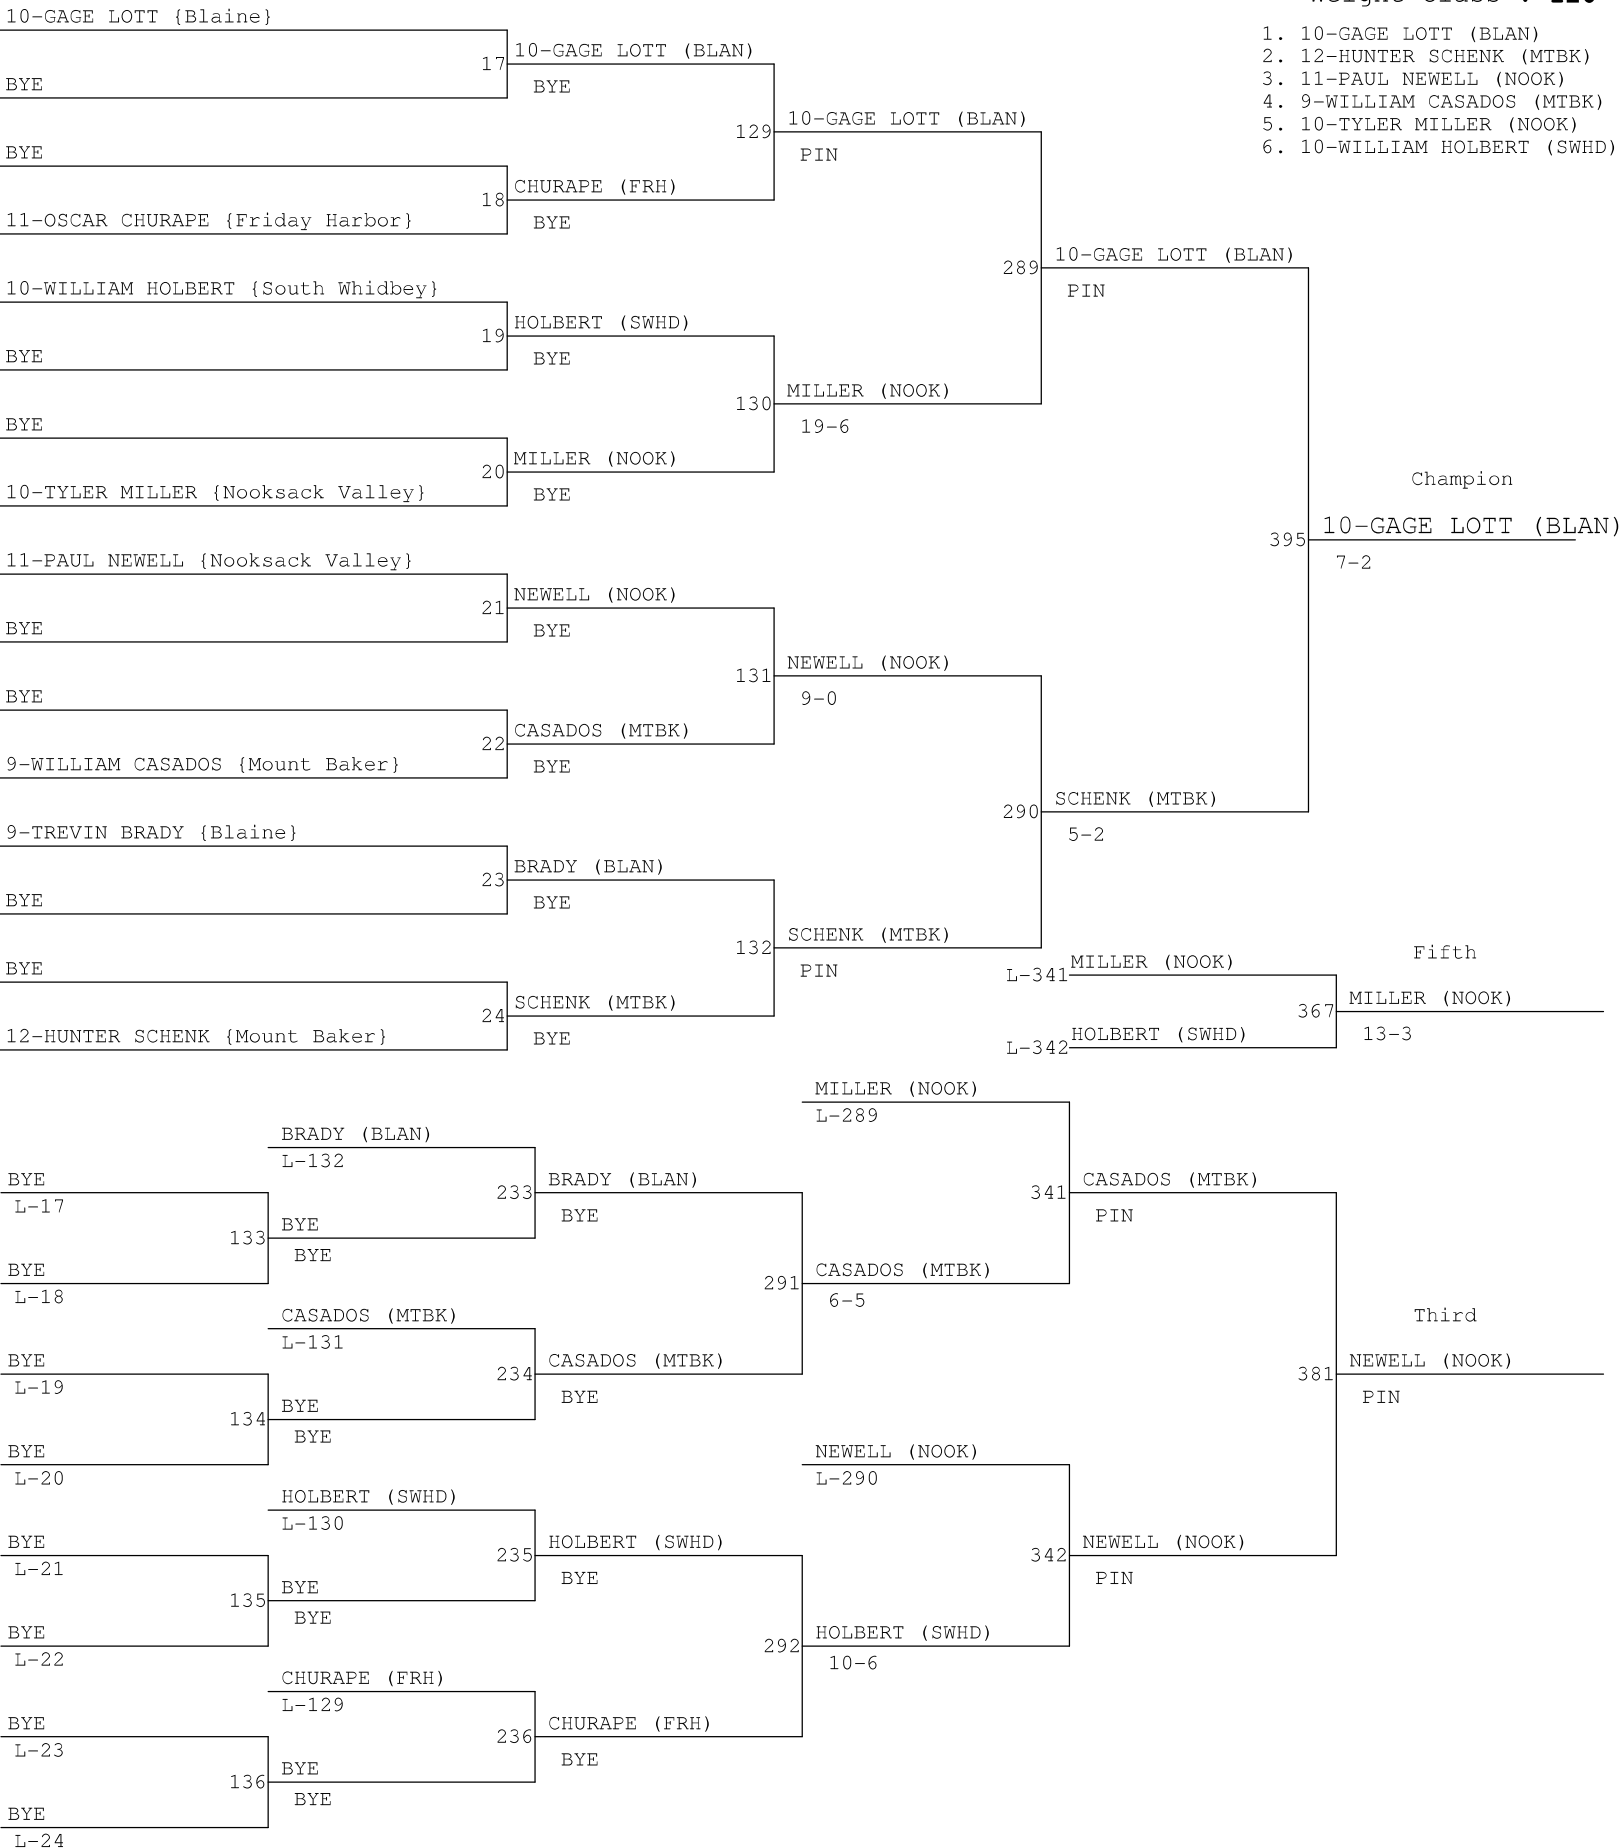 10-GAGE LOTT {Blaine}
BYE
BYE
11-OSCAR CHURAPE {Friday Harbor}
10-WILLIAM HOLBERT {South Whidbey}
BYE
BYE
10-TYLER MILLER {Nooksack Valley}
11-PAUL NEWELL {Nooksack Valley}
BYE
BYE
9-WILLIAM CASADOS {Mount Baker}
9-TREVIN BRADY {Blaine}
BYE
BYE
12-HUNTER SCHENK {Mount Baker}
17
10-GAGE LOTT (BLAN)
BYE
18
CHURAPE (FRH)
BYE
19
HOLBERT (SWHD)
BYE
20
MILLER (NOOK)
BYE
21
NEWELL (NOOK)
BYE
22
CASADOS (MTBK)
BYE
23
BRADY (BLAN)
BYE
24
SCHENK (MTBK)
BYE
129
10-GAGE LOTT (BLAN)
PIN
130
MILLER (NOOK)
19-6
131
NEWELL (NOOK)
9-0
132
SCHENK (MTBK)
PIN
289
10-GAGE LOTT (BLAN)
PIN
290
SCHENK (MTBK)
5-2
1. 10-GAGE LOTT (BLAN)
2. 12-HUNTER SCHENK (MTBK)
3. 11-PAUL NEWELL (NOOK)
4. 9-WILLIAM CASADOS (MTBK)
5. 10-TYLER MILLER (NOOK)
6. 10-WILLIAM HOLBERT (SWHD)
Champion
395
10-GAGE LOTT (BLAN)
7-2
Fifth
L-341
MILLER (NOOK)
L-342
HOLBERT (SWHD)
367
MILLER (NOOK)
13-3
BYE
L-17
BYE
L-18
BYE
L-19
BYE
L-20
BYE
L-21
BYE
L-22
BYE
L-23
BYE
L-24
BRADY (BLAN)
L-132
133
BYE
BYE
CASADOS (MTBK)
L-131
134
BYE
BYE
HOLBERT (SWHD)
L-130
135
BYE
BYE
CHURAPE (FRH)
L-129
136
BYE
BYE
233
BRADY (BLAN)
BYE
234
CASADOS (MTBK)
BYE
235
HOLBERT (SWHD)
BYE
236
CHURAPE (FRH)
BYE
MILLER (NOOK)
L-289
291
CASADOS (MTBK)
6-5
NEWELL (NOOK)
L-290
292
HOLBERT (SWHD)
10-6
341
CASADOS (MTBK)
PIN
342
NEWELL (NOOK)
PIN
Third
381
NEWELL (NOOK)
PIN